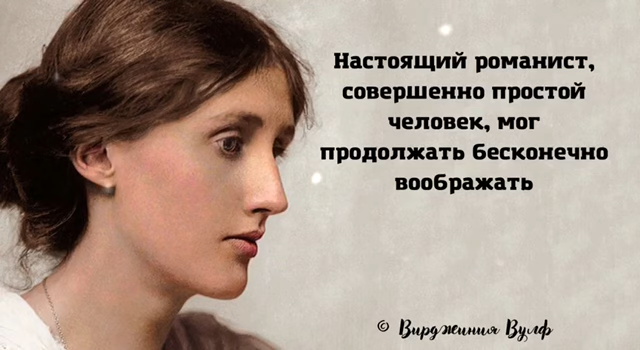 Настоящий романист,
совершенно простой
человек, мог
продолжать бесконечно
воображать
© Вирджиния Вулф